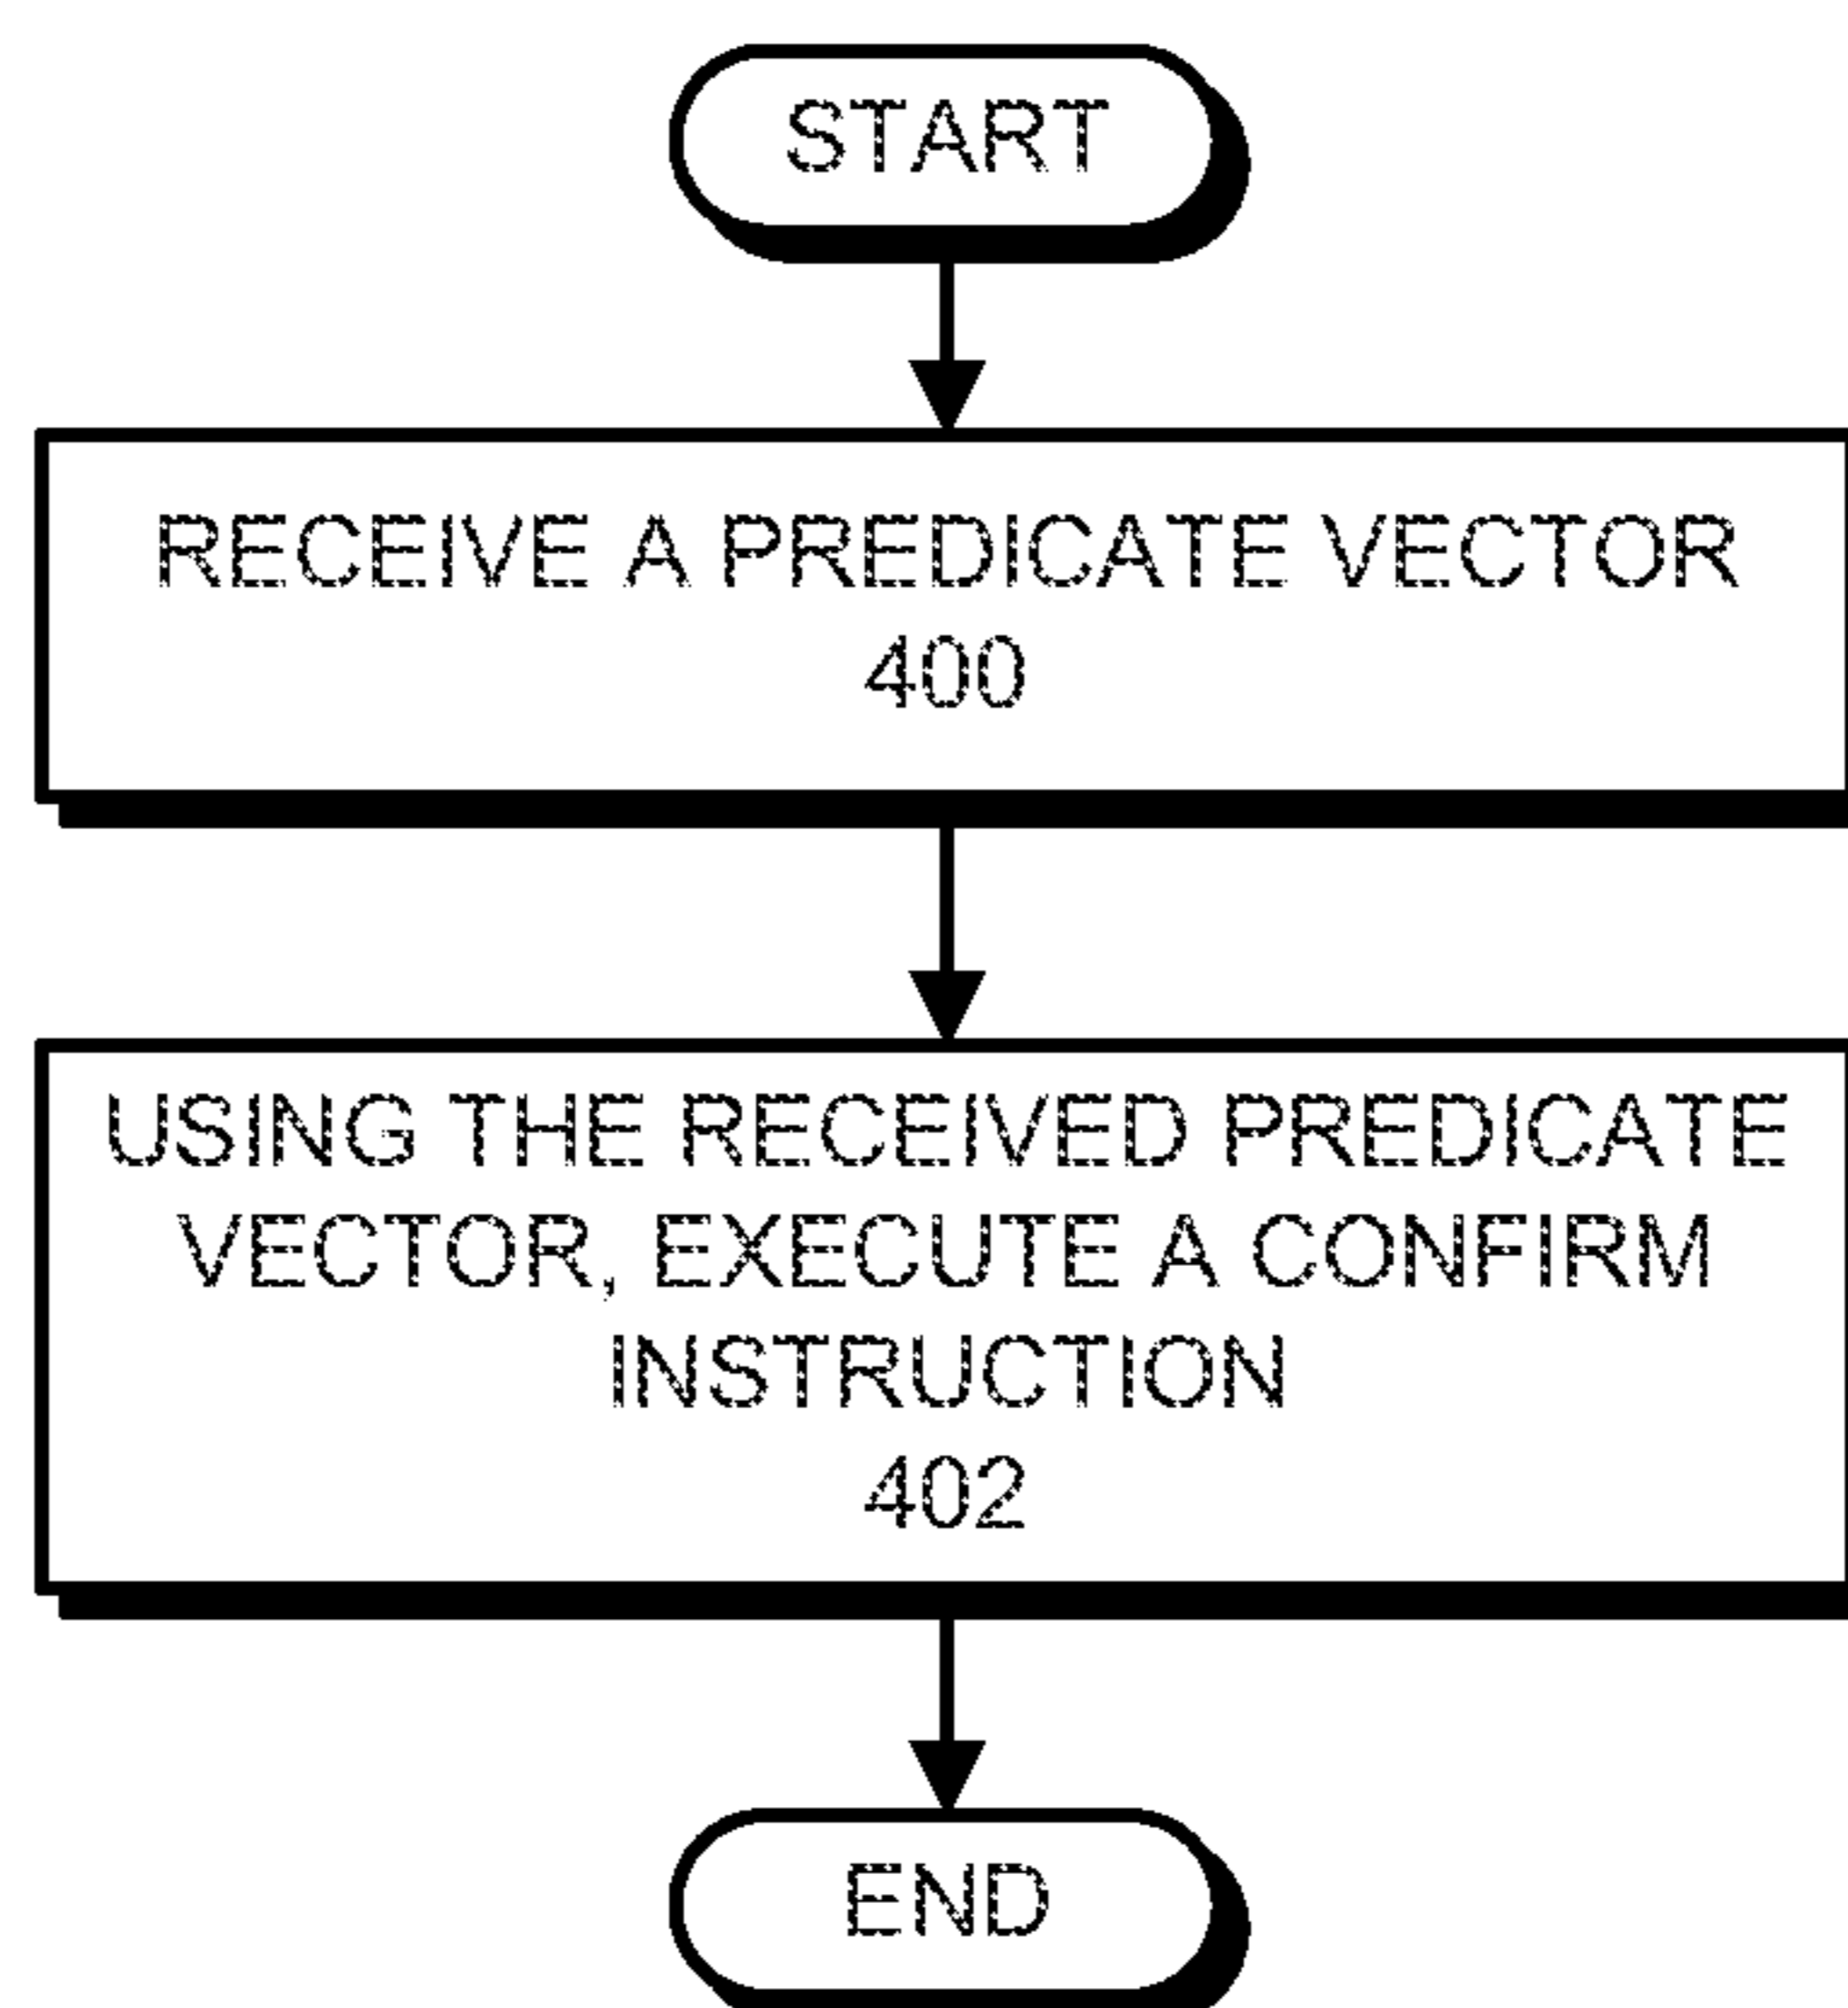 START
RECEIVE A PREDICATE VECTOR
400
USING THE RECEIVED PREDICATE
VECTOR, EXECUTE A CONFIRM
INSTRUCTION
402
END